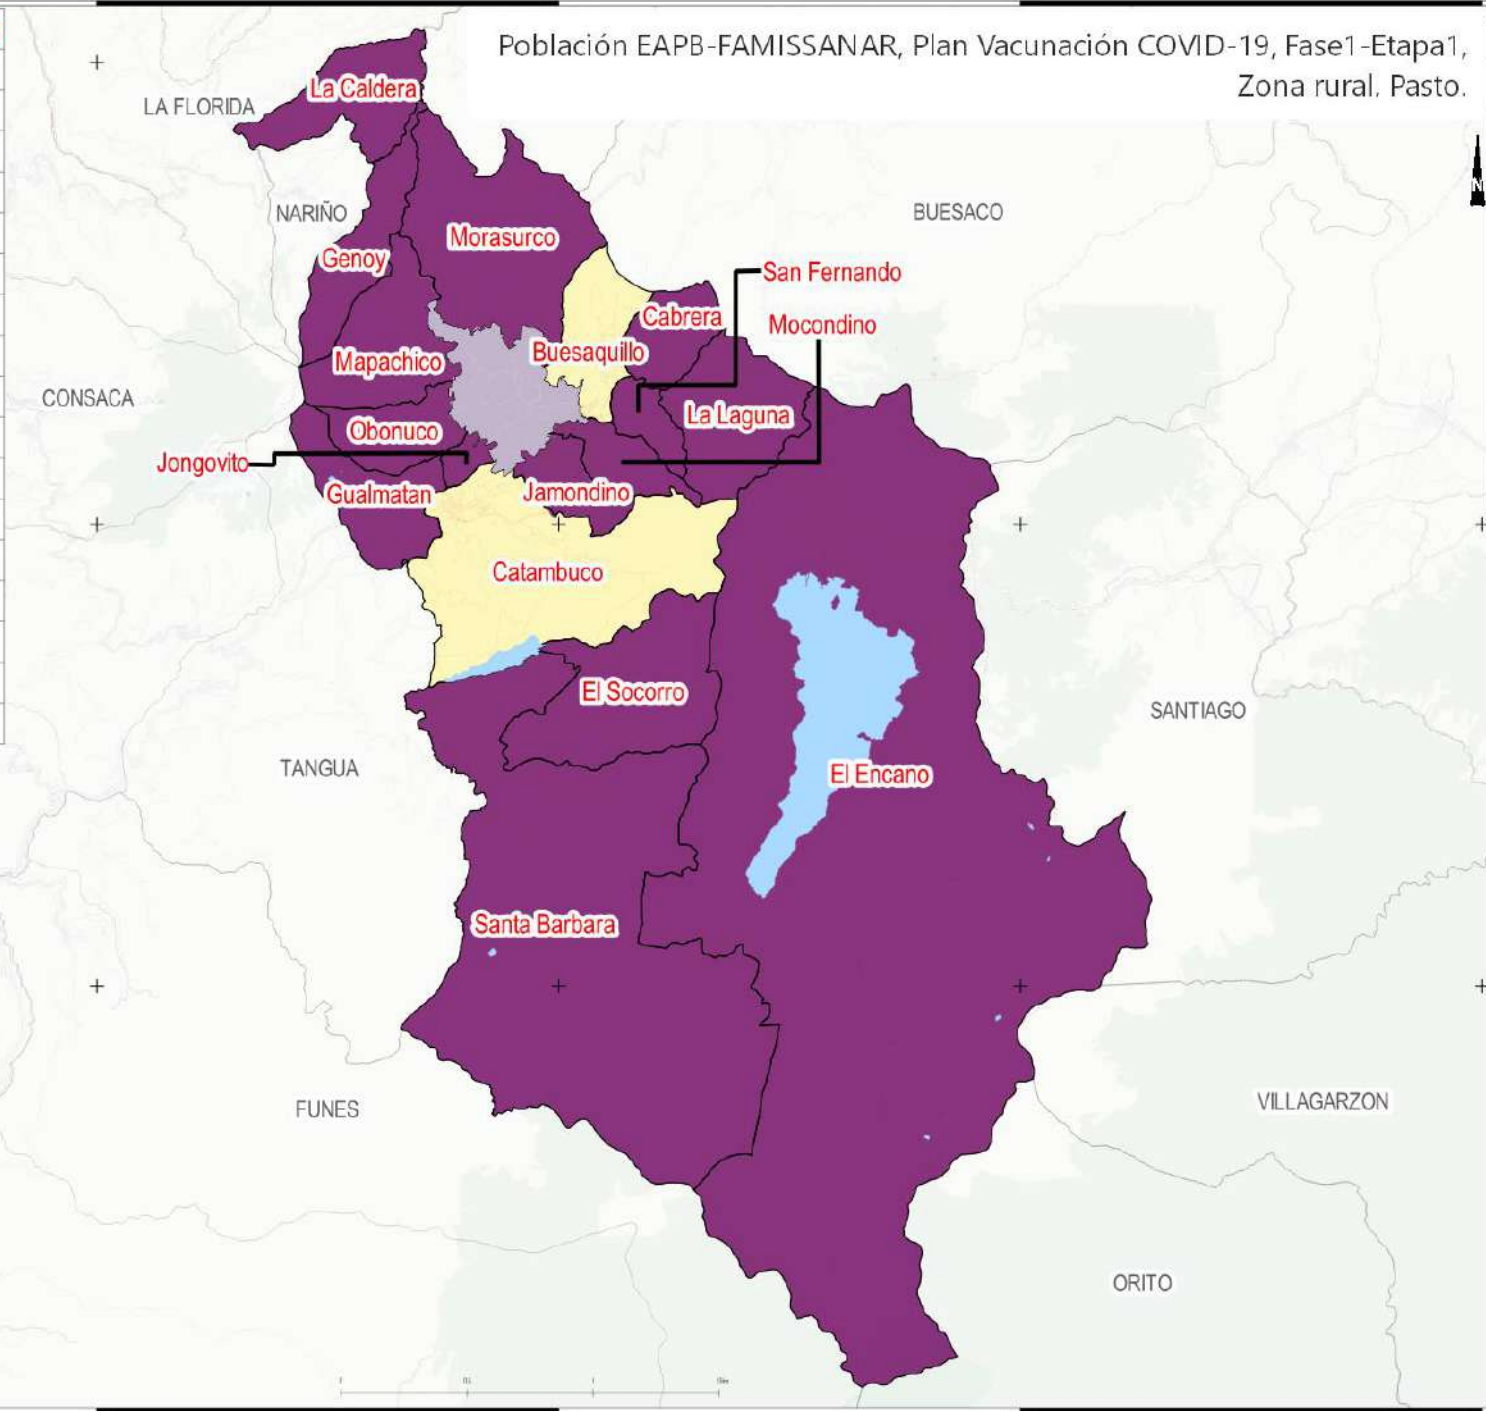 Población EAPB-FAMISSANAR, Plan Vacunación COVID-19, Fase1-Etapa1,
Zona rural. Pasto.
La Caldera
LA FLORIDA
N
NARIÑO
BUESACO
Morasurco
Genoy
San Fernando
Cabrera
Mocondino
Buesaquillo
Mapachico
CONSACA
La Laguna
Obonuco
Jongovito
Gualmatan
Jamondino
Catambuco
El Socorro
SANTIAGO
TANGUA
El Encano
Santa Barbara
VILLAGARZON
FUNES
ORITO